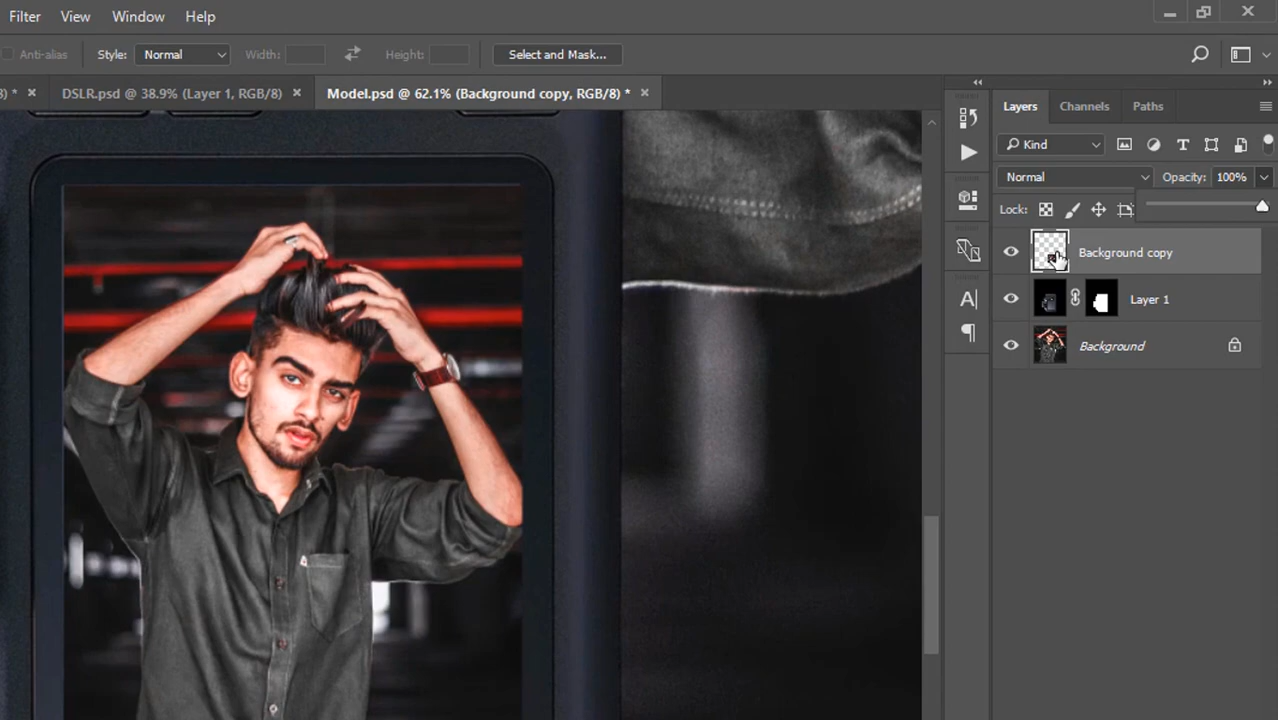 Filter View Window Help
Anti-alias Style: Normal Width: Height: Select and Mask...
8) * × DSLR.psd @ 38.9% (Layer 1, RGB/8) × Model.psd @ 62.1% (Background copy, RGB/8) * ×
Layers Channels Paths
Kind
Normal Opacity: 100%
Lock:
Background copy
Layer 1
Background